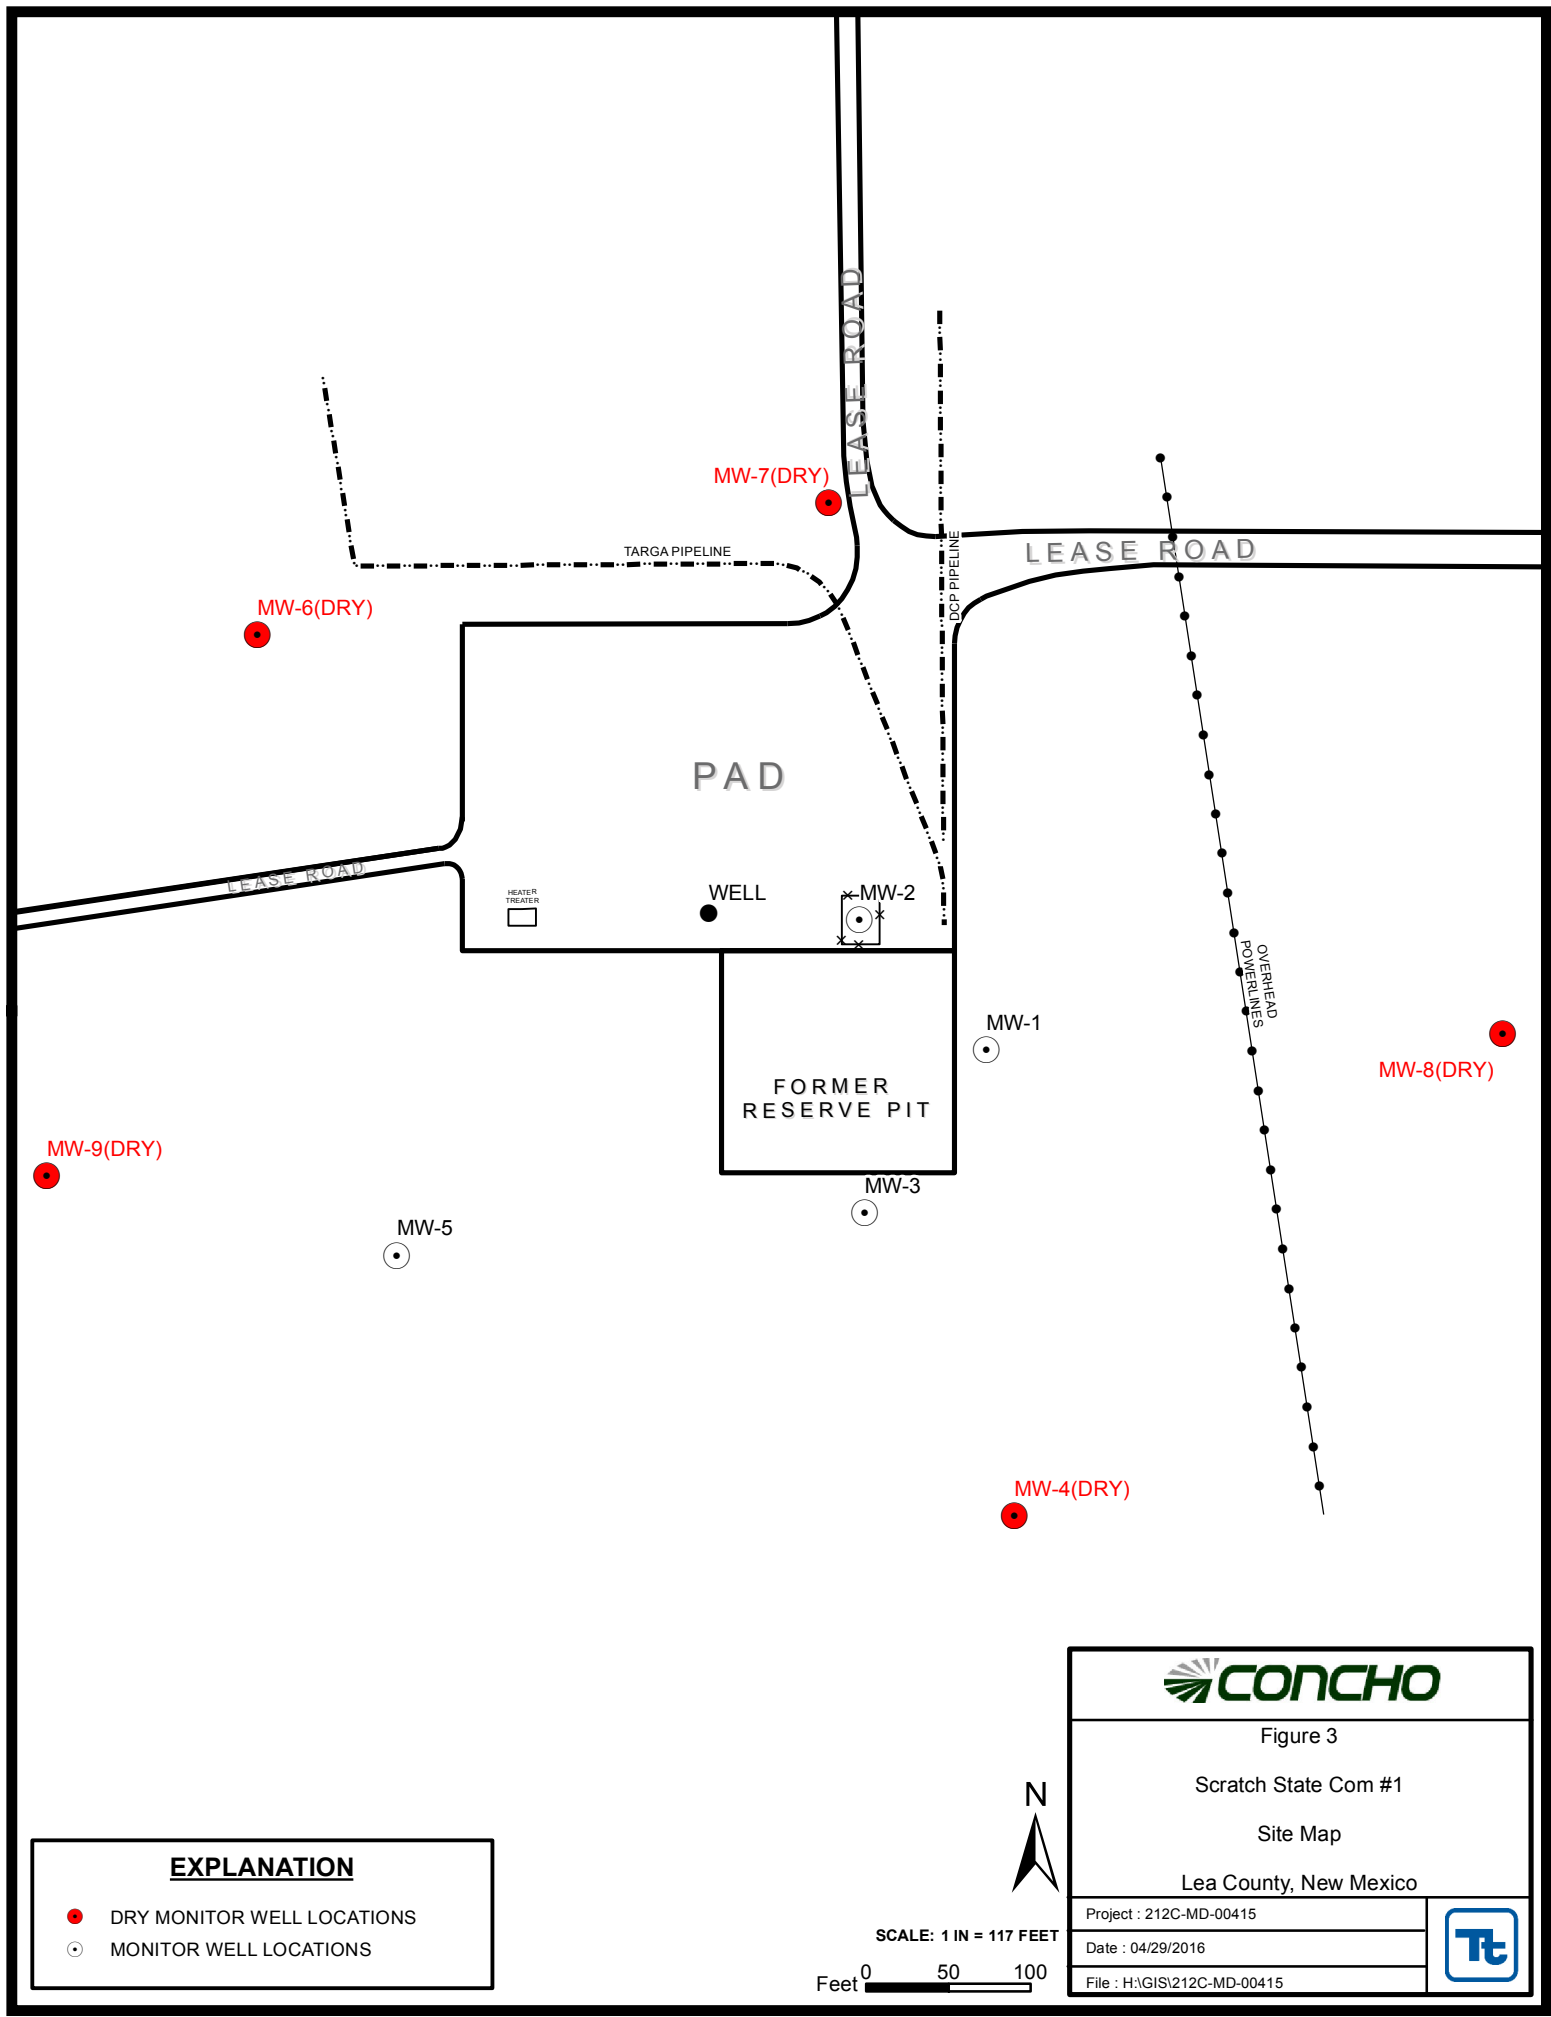 LEASE ROAD
MW-7(DRY)
LEASE ROAD
TARGA PIPELINE
DCP PIPELINE
MW-6(DRY)
PAD
LEASE ROAD
HEATER
TREATER
WELL
MW-2
OVERHEAD
POWERLINES
MW-1
MW-8(DRY)
FORMER
RESERVE PIT
MW-9(DRY)
MW-3
MW-5
MW-4(DRY)
CONCHO
Figure 3
Scratch State Com #1
Site Map
Lea County, New Mexico
Project : 212C-MD-00415
Date : 04/29/2016
File : H:\GIS\212C-MD-00415
Tt
N
SCALE: 1 IN = 117 FEET
Feet 0 50 100
EXPLANATION
DRY MONITOR WELL LOCATIONS
MONITOR WELL LOCATIONS